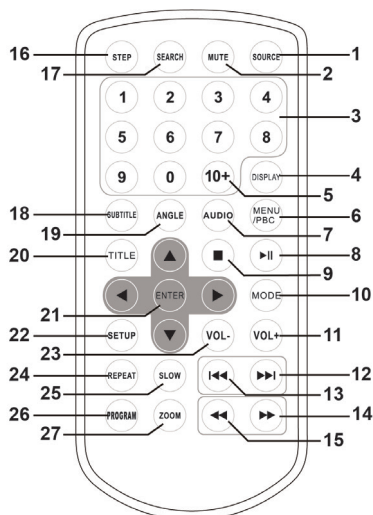 16 STEP SEARCH MUTE SOURCE 1
17 2
1 2 3 4
3
5 6 7 8
9 0 10+ DISPLAY 4
5
18 SUBTITLE ANGLE AUDIO MENU /PBC 6
19 7
20 TITLE 8
9
ENTER MODE 10
21
22 SETUP VOL- VOL+ 11
23
24 REPEAT SLOW 12
25 13
26 PROGRAM ZOOM 14
27 15